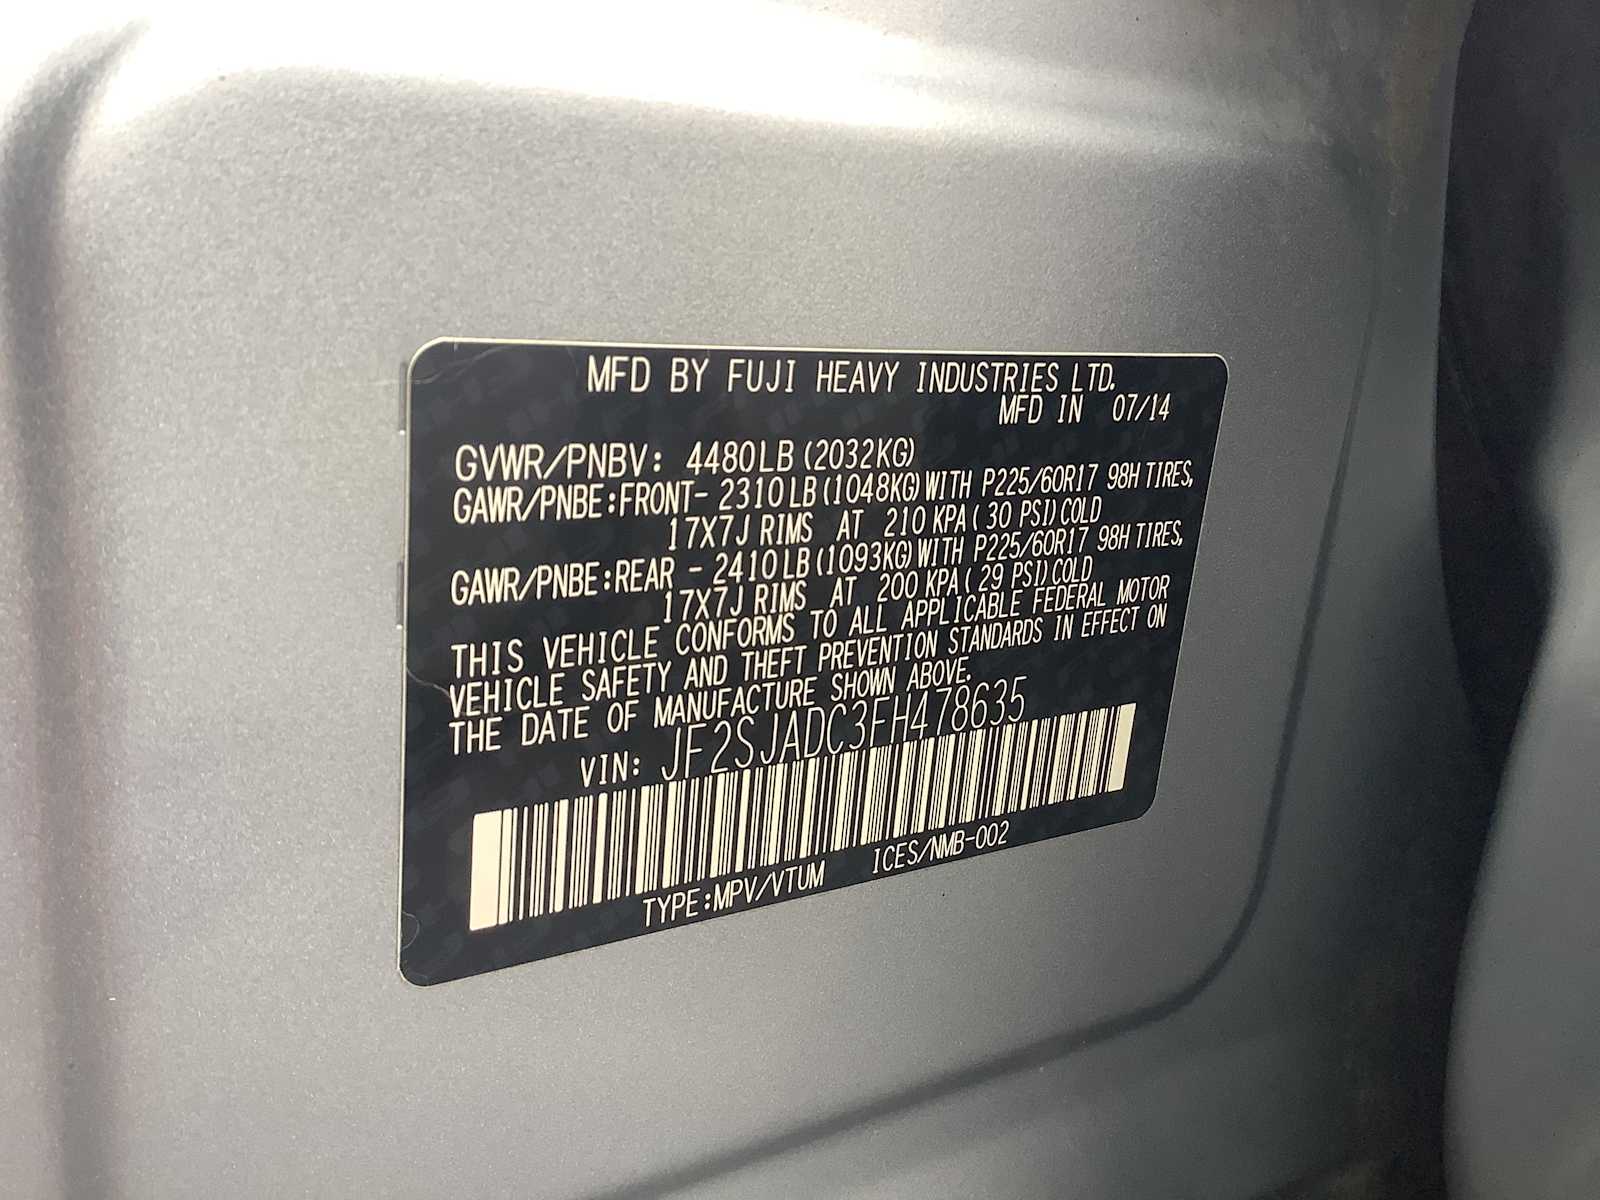 MFD BY FUJI HEAVY INDUSTRIES LTD.
MFD IN 07/14
GVWR/PNBV: 4480LB (2032KG)
GAWR/PNBE:FRONT- 2310LB (1048KG) WITH P225/60R17 98H TIRES,
17X7J RIMS AT 210 KPA ( 30 PSI) COLD
GAWR/PNBE:REAR - 2410LB (1093KG) WITH P225/60R17 98H TIRES,
17X7J RIMS AT 200 KPA ( 29 PSI) COLD
THIS VEHICLE CONFORMS TO ALL APPLICABLE FEDERAL MOTOR
VEHICLE SAFETY AND THEFT PREVENTION STANDARDS IN EFFECT ON
THE DATE OF MANUFACTURE SHOWN ABOVE.
VIN: JF2SJADC3FH478635
TYPE:MPV/VTUM ICES/NMB-002